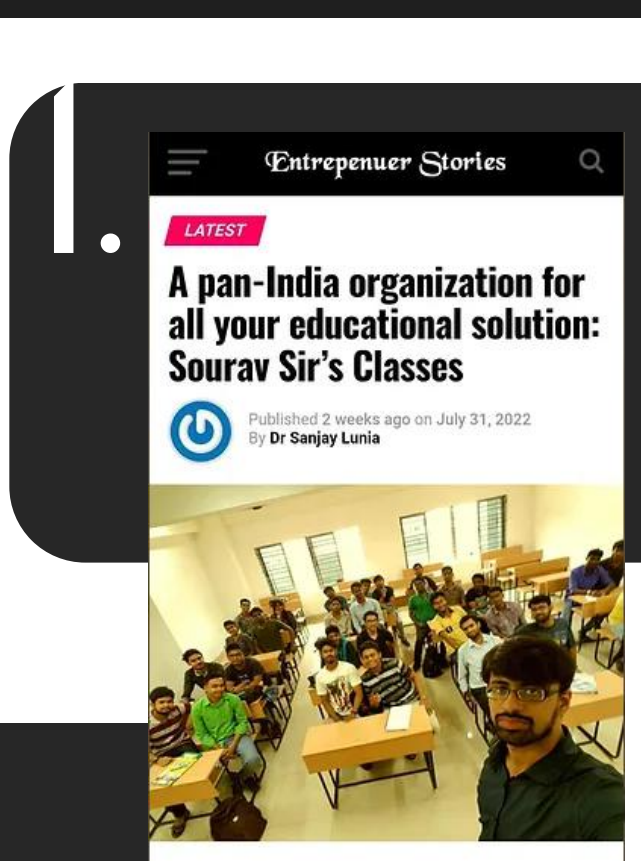 1.
Entrepenuer Stories
LATEST
A pan-India organization for
all your educational solution:
Sourav Sir's Classes
Published 2 weeks ago on July 31, 2022
By Dr Sanjay Lunia